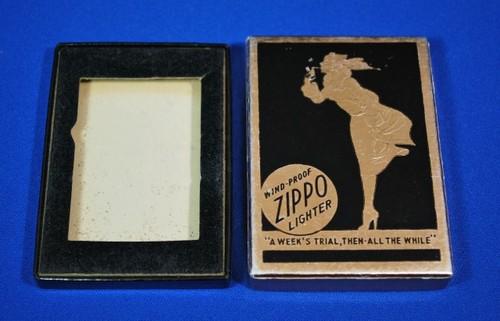 WIND-PROOF
ZIPPO
LIGHTER
"A WEEK'S TRIAL, THEN-ALL THE WHILE"